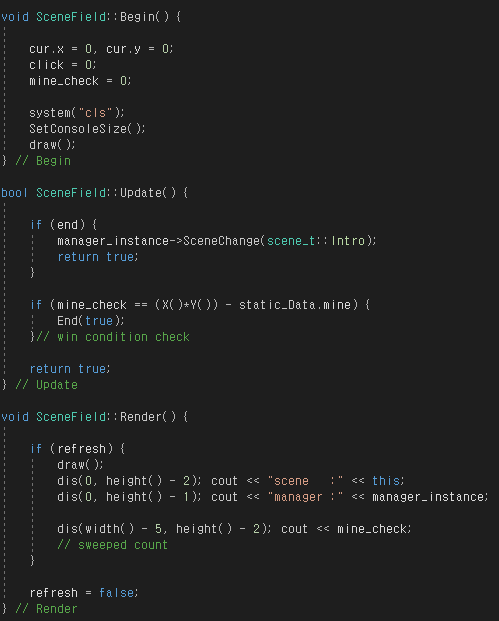 void SceneField::Begin() {
cur.x = 0, cur.y = 0;
click = 0;
mine_check = 0;
system("cls");
SetConsoleSize();
draw();
} // Begin
bool SceneField::Update() {
if (end) {
manager_instance->SceneChange(scene_t::Intro);
return true;
}
if (mine_check == (X()*Y()) - static_Data.mine) {
End(true);
}// win condition check
return true;
} // Update
void SceneField::Render() {
if (refresh) {
draw();
dis(0, height() - 2); cout << "scene   :" << this;
dis(0, height() - 1); cout << "manager :" << manager_instance;
dis(width() - 5, height() - 2); cout << mine_check;
// sweeped count
}
refresh = false;
} // Render